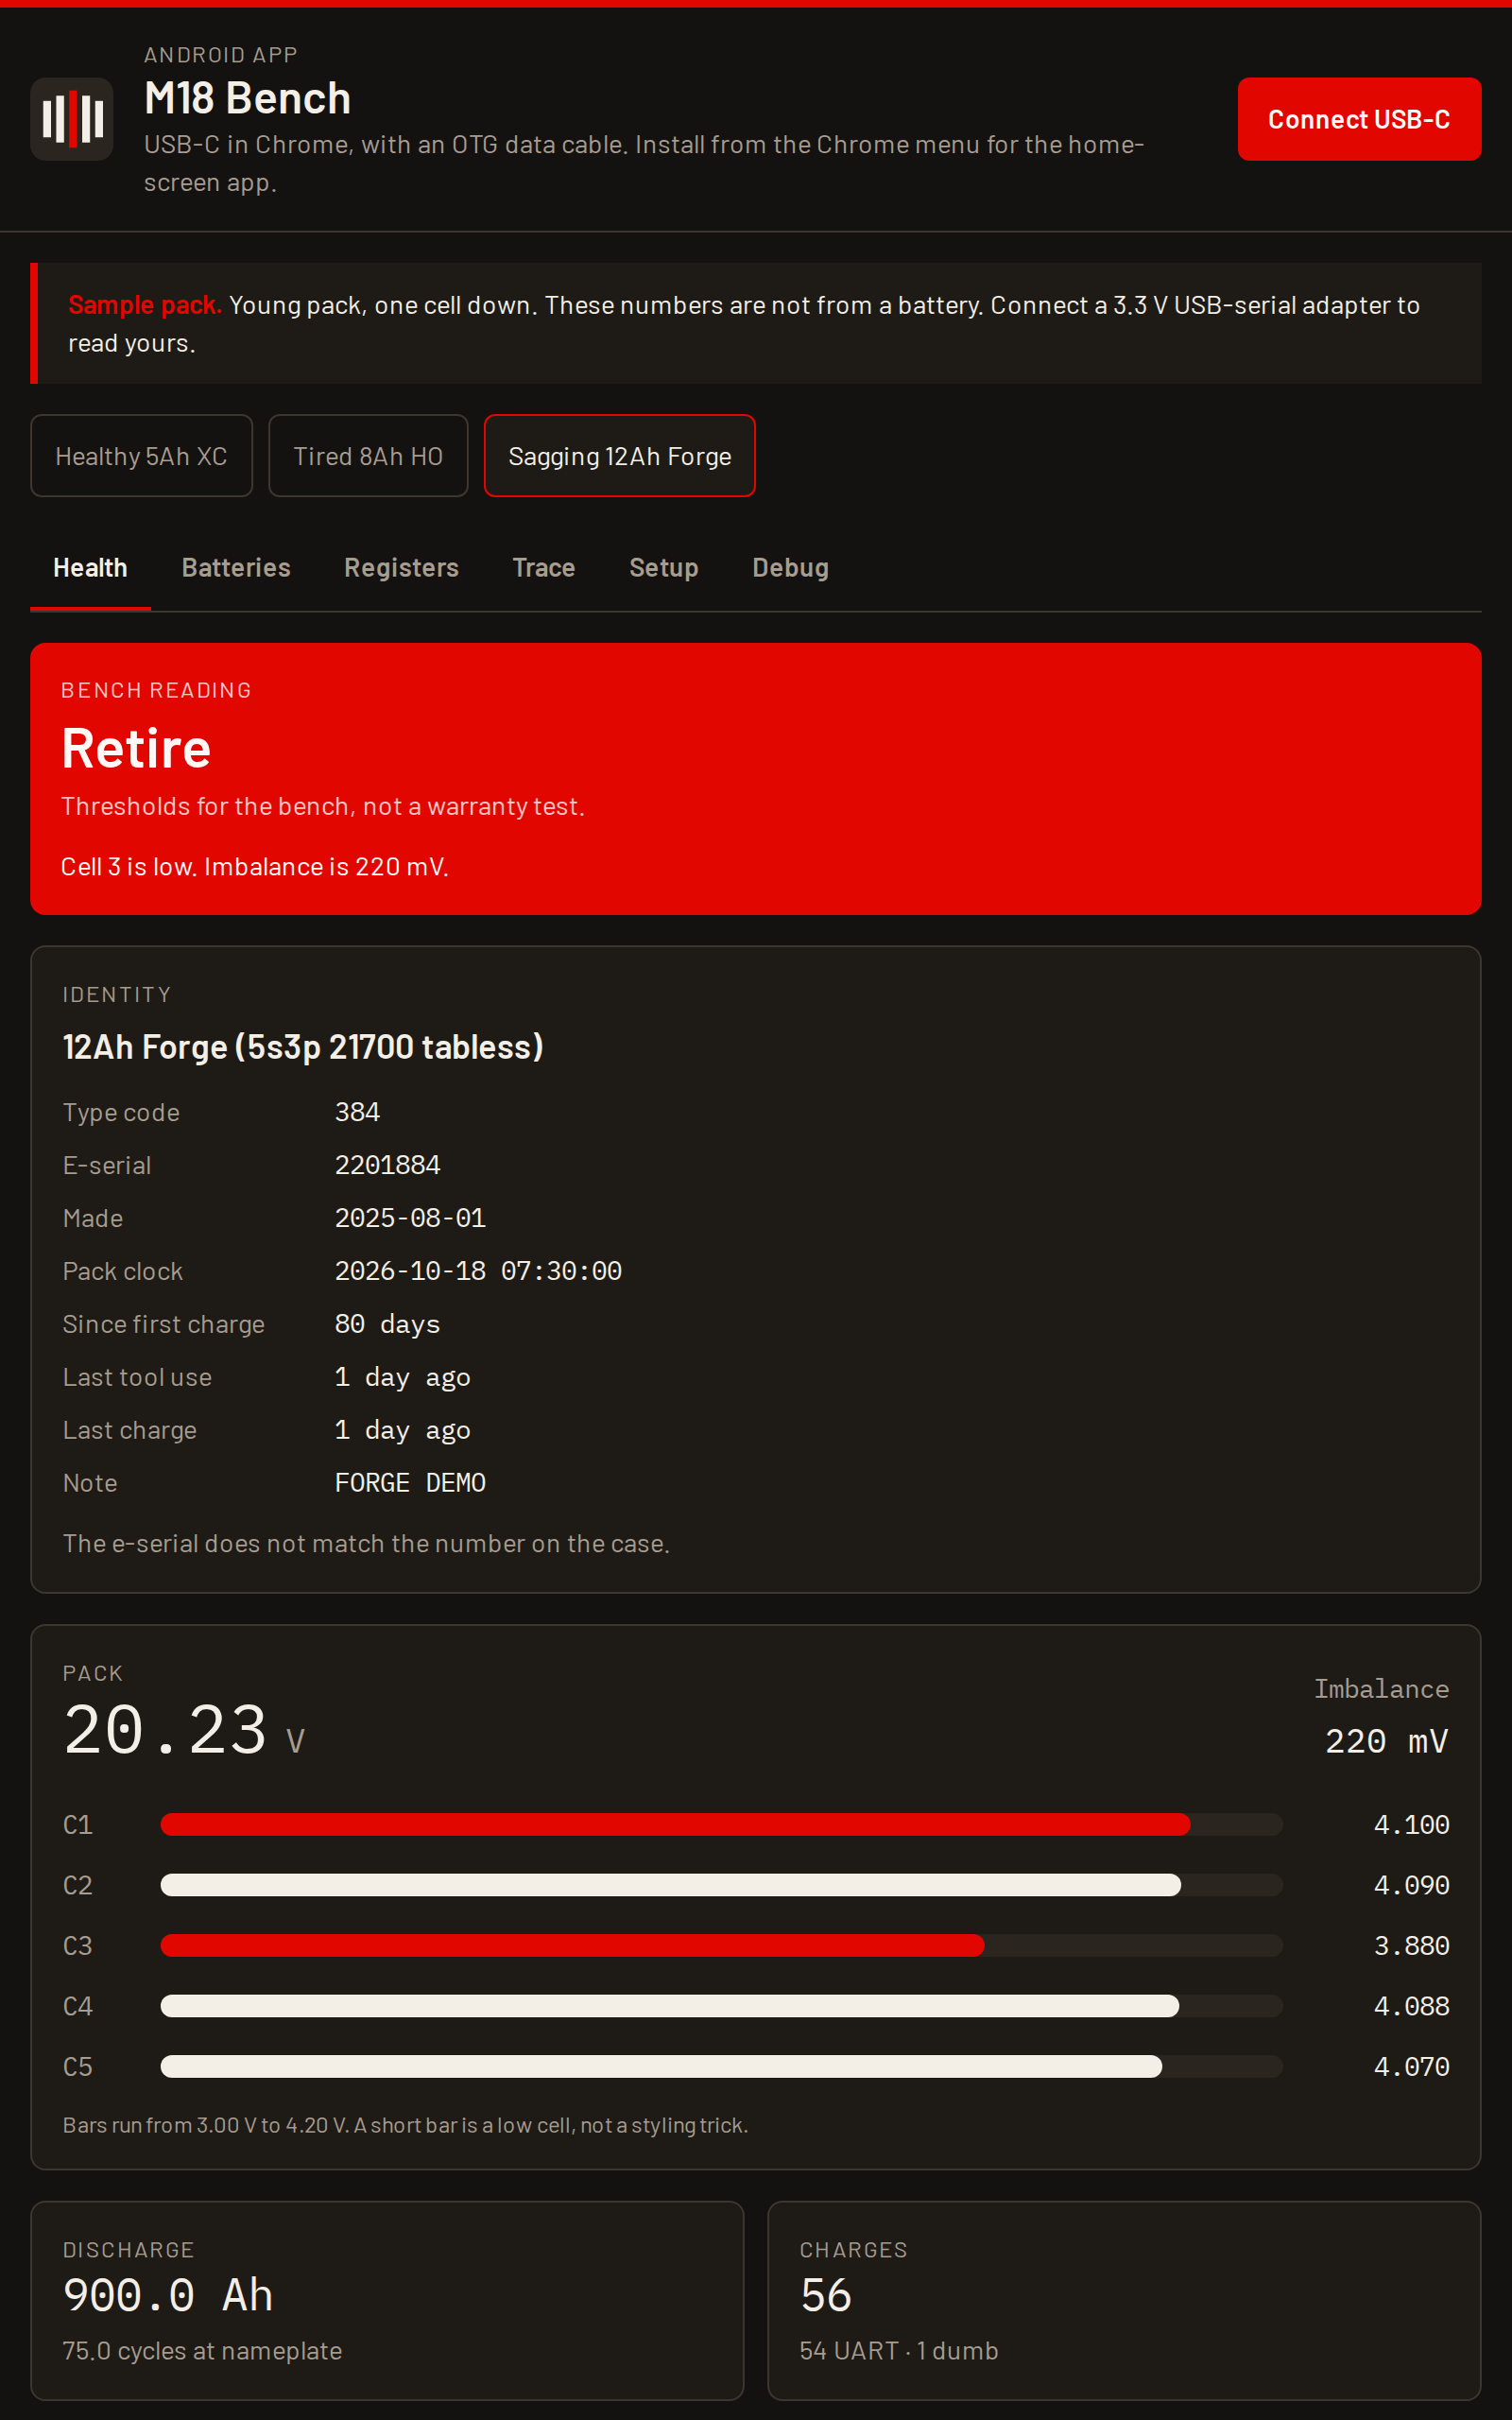 ANDROID APP
M18 Bench
USB-C in Chrome, with an OTG data cable. Install from the Chrome menu for the home-
screen app.
Connect USB-C
Sample pack. Young pack, one cell down. These numbers are not from a battery. Connect a 3.3 V USB-serial adapter to
read yours.
Healthy 5Ah XC
Tired 8Ah HO
Sagging 12Ah Forge
Health
Batteries
Registers
Trace
Setup
Debug
BENCH READING
Retire
Thresholds for the bench, not a warranty test.
Cell 3 is low. Imbalance is 220 mV.
IDENTITY
12Ah Forge (5s3p 21700 tabless)
Type code 384
E-serial 2201884
Made 2025-08-01
Pack clock 2026-10-18 07:30:00
Since first charge 80 days
Last tool use 1 day ago
Last charge 1 day ago
Note FORGE DEMO
The e-serial does not match the number on the case.
PACK
20.23 V
Imbalance
220 mV
C1 4.100
C2 4.090
C3 3.880
C4 4.088
C5 4.070
Bars run from 3.00 V to 4.20 V. A short bar is a low cell, not a styling trick.
DISCHARGE
900.0 Ah
75.0 cycles at nameplate
CHARGES
56
54 UART · 1 dumb